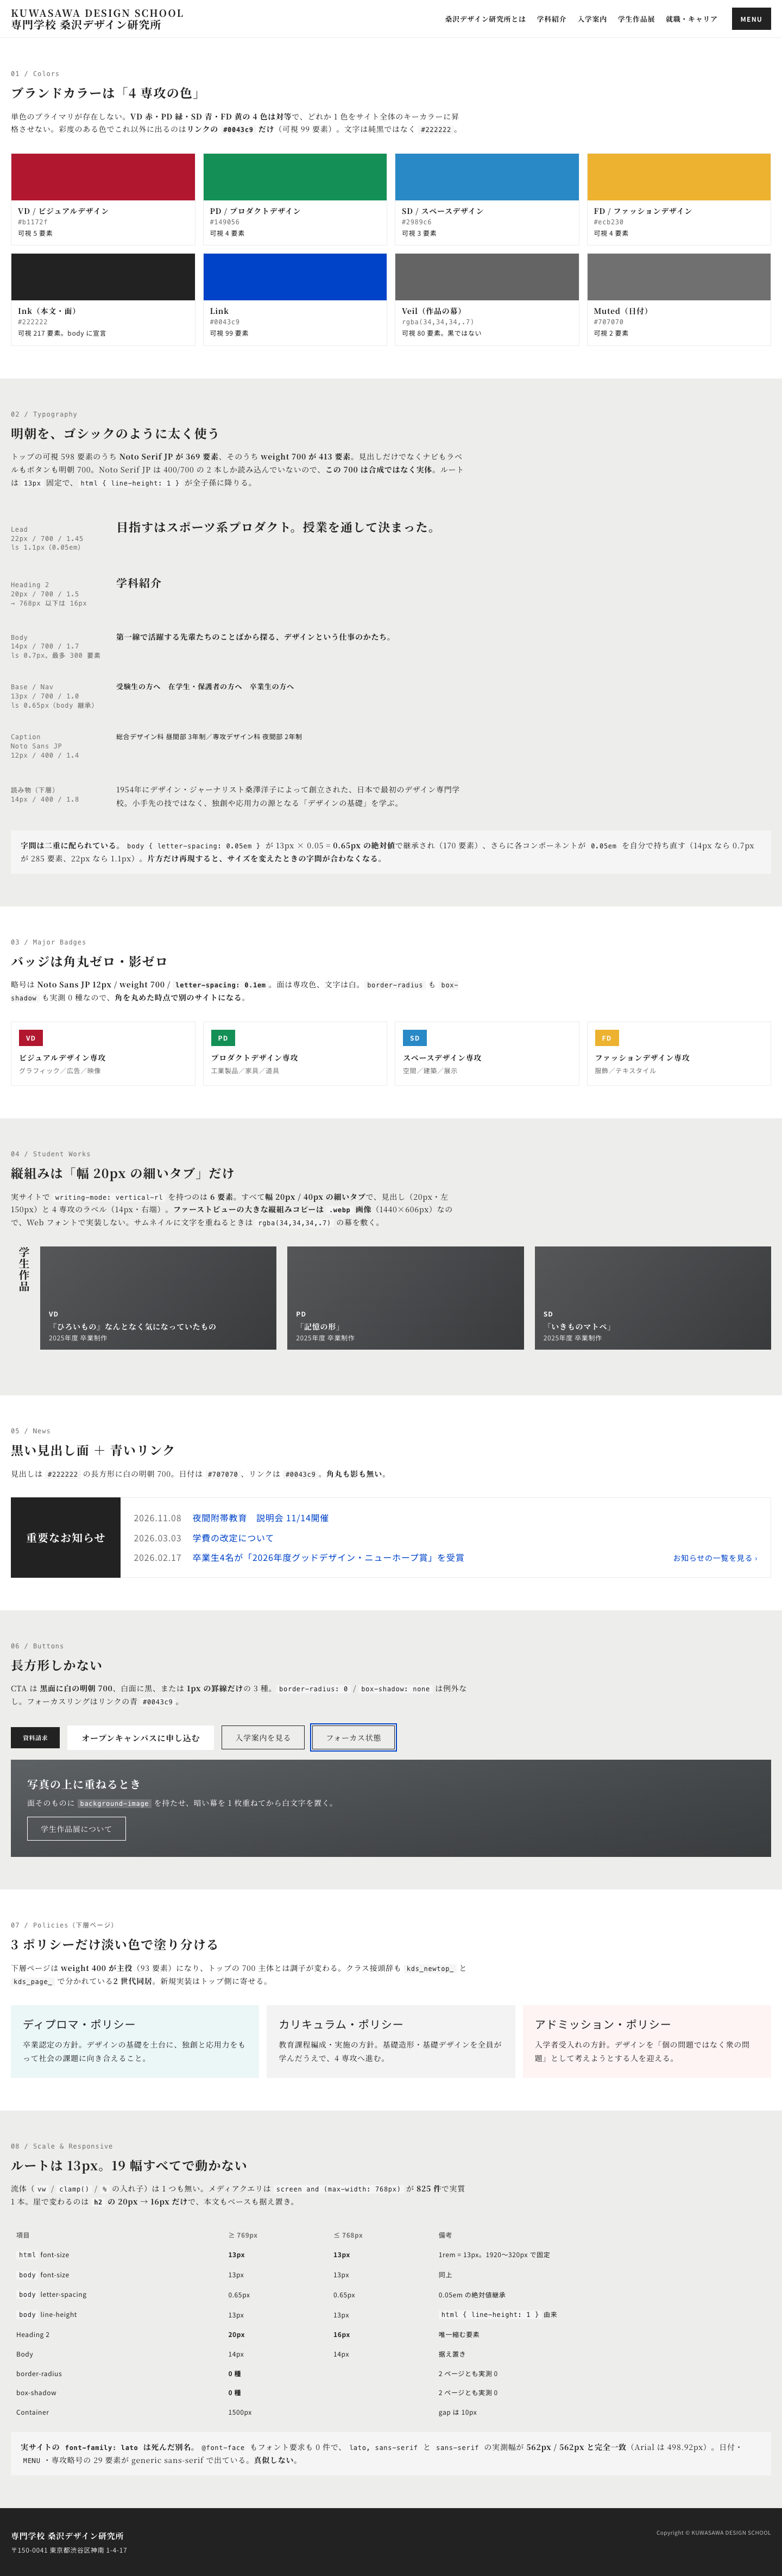 KUWASAWA DESIGN SCHOOL
専門学校 桑沢デザイン研究所
桑沢デザイン研究所とは 学科紹介 入学案内 学生作品展 就職・キャリア MENU
01 / Colors
ブランドカラーは「4 専攻の色」
単色のプライマリが存在しない。VD 赤・PD 緑・SD 青・FD 黄の 4 色は対等で、どれか 1 色をサイト全体のキーカラーに昇
格させない。彩度のある色でこれ以外に出るのはリンクの #0043c9 だけ（可視 99 要素）。文字は純黒ではなく #222222 。
VD / ビジュアルデザイン
#b1172f
可視 5 要素
PD / プロダクトデザイン
#149056
可視 4 要素
SD / スペースデザイン
#2989c6
可視 3 要素
FD / ファッションデザイン
#ecb230
可視 4 要素
Ink（本文・面）
#222222
可視 217 要素。body に宣言
Link
#0043c9
可視 99 要素
Veil（作品の幕）
rgba(34,34,34,.7)
可視 80 要素。黒ではない
Muted（日付）
#707070
可視 2 要素
02 / Typography
明朝を、ゴシックのように太く使う
トップの可視 598 要素のうち Noto Serif JP が 369 要素、そのうち weight 700 が 413 要素。見出しだけでなくナビもラベ
ルもボタンも明朝 700。Noto Serif JP は 400/700 の 2 本しか読み込んでいないので、この 700 は合成ではなく実体。ルート
は 13px 固定で、 html { line-height: 1 } が全子孫に降りる。
Lead
22px / 700 / 1.45
ls 1.1px（0.05em）
目指すはスポーツ系プロダクト。授業を通して決まった。
Heading 2
20px / 700 / 1.5
→ 768px 以下は 16px
学科紹介
Body
14px / 700 / 1.7
ls 0.7px。最多 300 要素
第一線で活躍する先輩たちのことばから探る、デザインという仕事のかたち。
Base / Nav
13px / 700 / 1.0
ls 0.65px（body 継承）
受験生の方へ 在学生・保護者の方へ 卒業生の方へ
Caption
Noto Sans JP
12px / 400 / 1.4
総合デザイン科 昼間部 3年制／専攻デザイン科 夜間部 2年制
読み物（下層）
14px / 400 / 1.8
1954年にデザイン・ジャーナリスト桑澤洋子によって創立された、日本で最初のデザイン専門学
校。小手先の技ではなく、独創や応用力の源となる「デザインの基礎」を学ぶ。
字間は二重に配られている。 body { letter-spacing: 0.05em } が 13px × 0.05 = 0.65px の絶対値で継承され（170 要素）、さらに各コンポーネントが 0.05em を自分で持ち直す（14px なら 0.7px
が 285 要素、22px なら 1.1px）。片方だけ再現すると、サイズを変えたときの字間が合わなくなる。
03 / Major Badges
バッジは角丸ゼロ・影ゼロ
略号は Noto Sans JP 12px / weight 700 / letter-spacing: 0.1em 。面は専攻色、文字は白。 border-radius も box-
shadow も実測 0 種なので、角を丸めた時点で別のサイトになる。
VD
ビジュアルデザイン専攻
グラフィック／広告／映像
PD
プロダクトデザイン専攻
工業製品／家具／道具
SD
スペースデザイン専攻
空間／建築／展示
FD
ファッションデザイン専攻
服飾／テキスタイル
04 / Student Works
縦組みは「幅 20px の細いタブ」だけ
実サイトで writing-mode: vertical-rl を持つのは 6 要素。すべて幅 20px / 40px の細いタブで、見出し（20px・左
150px）と 4 専攻のラベル（14px・右端）。ファーストビューの大きな縦組みコピーは .webp 画像（1440×606px）なの
で、Web フォントで実装しない。サムネイルに文字を重ねるときは rgba(34,34,34,.7) の幕を敷く。
学生作品
VD
『ひろいもの』なんとなく気になっていたもの
2025年度 卒業制作
PD
「記憶の形」
2025年度 卒業制作
SD
「いきものマトペ」
2025年度 卒業制作
05 / News
黒い見出し面 ＋ 青いリンク
見出しは #222222 の長方形に白の明朝 700。日付は #707070 、リンクは #0043c9 。角丸も影も無い。
重要なお知らせ
2026.11.08 夜間附帯教育 説明会 11/14開催
2026.03.03 学費の改定について
2026.02.17 卒業生4名が「2026年度グッドデザイン・ニューホープ賞」を受賞
お知らせの一覧を見る ›
06 / Buttons
長方形しかない
CTA は 黒面に白の明朝 700、白面に黒、または 1px の罫線だけの 3 種。 border-radius: 0 / box-shadow: none は例外な
し。フォーカスリングはリンクの青 #0043c9 。
資料請求 オープンキャンパスに申し込む 入学案内を見る フォーカス状態
写真の上に重ねるとき
面そのものに background-image を持たせ、暗い幕を 1 枚重ねてから白文字を置く。
学生作品展について
07 / Policies（下層ページ）
3 ポリシーだけ淡い色で塗り分ける
下層ページは weight 400 が主役（93 要素）になり、トップの 700 主体とは調子が変わる。クラス接頭辞も kds_newtop_ と
kds_page_ で分かれている2 世代同居。新規実装はトップ側に寄せる。
ディプロマ・ポリシー
卒業認定の方針。デザインの基礎を土台に、独創と応用力をも
って社会の課題に向き合えること。
カリキュラム・ポリシー
教育課程編成・実施の方針。基礎造形・基礎デザインを全員が
学んだうえで、4 専攻へ進む。
アドミッション・ポリシー
入学者受入れの方針。デザインを「個の問題ではなく衆の問
題」として考えようとする人を迎える。
08 / Scale & Responsive
ルートは 13px。19 幅すべてで動かない
流体（ vw / clamp() / % の入れ子）は 1 つも無い。メディアクエリは screen and (max-width: 768px) が 825 件で実質
1 本。崖で変わるのは h2 の 20px → 16px だけで、本文もベースも据え置き。
項目 ≥ 769px ≤ 768px 備考
html font-size 13px 13px 1rem = 13px。1920〜320px で固定
body font-size 13px 13px 同上
body letter-spacing 0.65px 0.65px 0.05em の絶対値継承
body line-height 13px 13px html { line-height: 1 } 由来
Heading 2 20px 16px 唯一縮む要素
Body 14px 14px 据え置き
border-radius 0 種 2 ページとも実測 0
box-shadow 0 種 2 ページとも実測 0
Container 1500px gap は 10px
実サイトの font-family: lato は死んだ別名。 @font-face もフォント要求も 0 件で、 lato, sans-serif と sans-serif の実測幅が 562px / 562px と完全一致（Arial は 498.92px）。日付・
MENU ・専攻略号の 29 要素が generic sans-serif で出ている。真似しない。
専門学校 桑沢デザイン研究所
〒150-0041 東京都渋谷区神南 1-4-17
Copyright © KUWASAWA DESIGN SCHOOL